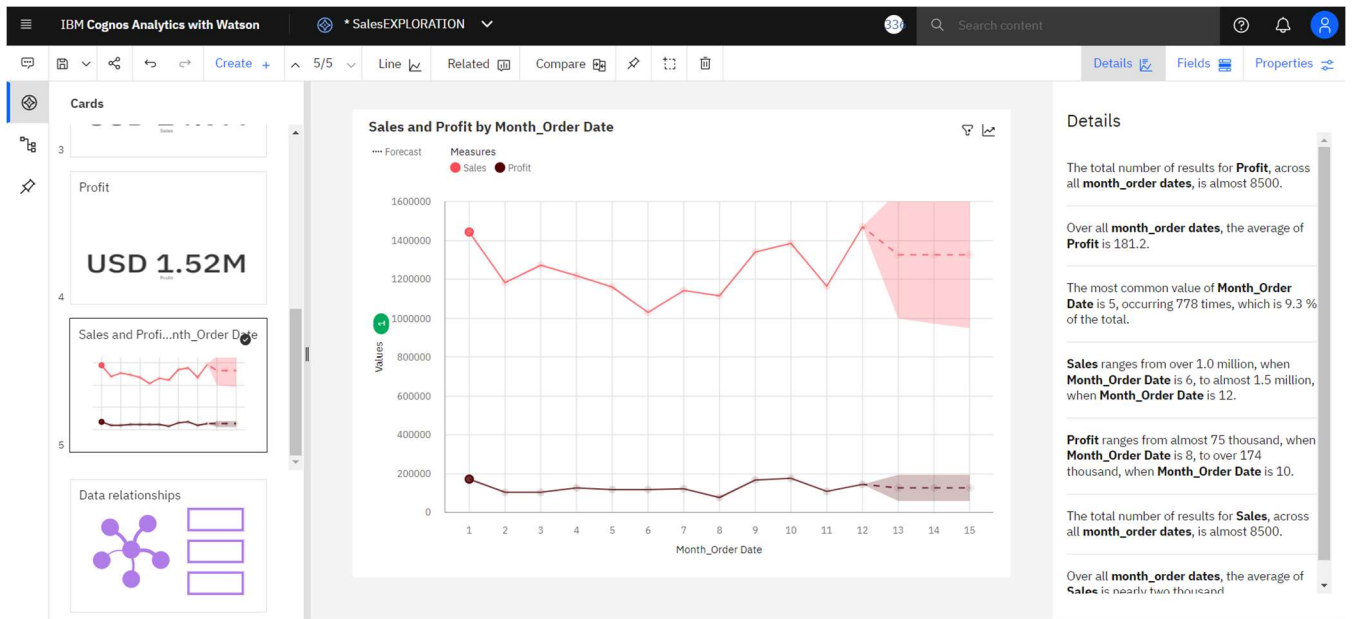 IBM Cognos Analytics with Watson
* SalesEXPLORATION
336
Search content
5/5
Create +
Line
Related
Compare
Details
Fields
Properties
Cards
Sales
3
Profit
USD 1.52M
Profit
4
Sales and Profi...nth_Order Date
5
Data relationships
Sales and Profit by Month_Order Date
Forecast
Measures
Sales
Profit
1600000
1400000
1200000
1000000
800000
600000
400000
200000
0
Values
1 2 3 4 5 6 7 8 9 10 11 12 13 14 15
Month_Order Date
Details
The total number of results for Profit, across
all month_order dates, is almost 8500.
Over all month_order dates, the average of
Profit is 181.2.
The most common value of Month_Order
Date is 5, occurring 778 times, which is 9.3 %
of the total.
Sales ranges from over 1.0 million, when
Month_Order Date is 6, to almost 1.5 million,
when Month_Order Date is 12.
Profit ranges from almost 75 thousand, when
Month_Order Date is 8, to over 174
thousand, when Month_Order Date is 10.
The total number of results for Sales, across
all month_order dates, is almost 8500.
Over all month_order dates, the average of
Sales is nearly two thousand.